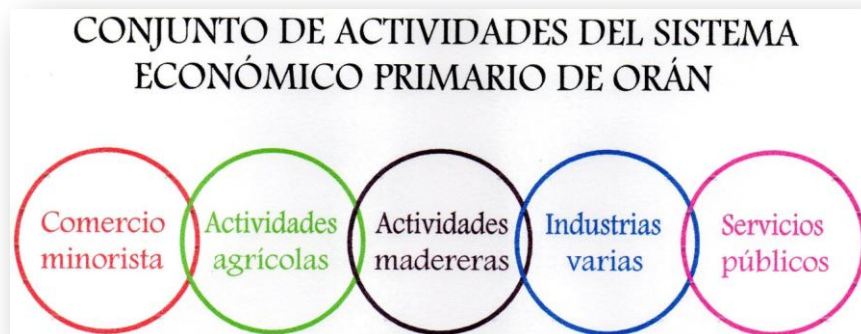 CONJUNTO DE ACTIVIDADES DEL SISTEMA
ECONÓMICO PRIMARIO DE ORÁN
Comercio
minorista
Actividades
agrícolas
Actividades
madereras
Industrias
varias
Servicios
públicos